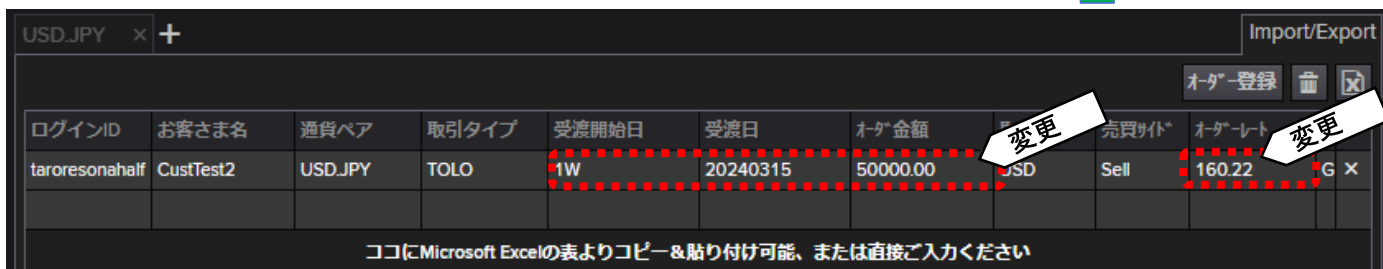 USD.JPY × +
Import/Export
ｵｰﾀﾞｰ登録
ログインID お客さま名 通貨ペア 取引タイプ 受渡開始日 受渡日 ｵｰﾀﾞ金額 変更 売買ｻｲﾄﾞ ｵｰﾀﾞｰﾚｰﾄ 変更
taroresonahalf CustTest2 USD.JPY TOLO 1W 20240315 50000.00 USD Sell 160.22 G ×
ココにMicrosoft Excelの表よりコピー＆貼り付け可能、または直接ご入力ください